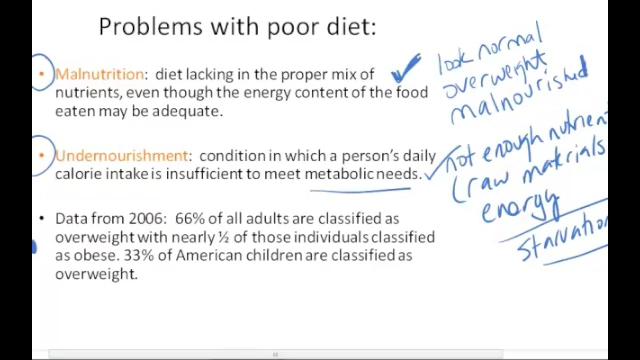 Problems with poor diet:
• Malnutrition: diet lacking in the proper mix of
nutrients, even though the energy content of the food
eaten may be adequate.
• Undernourishment: condition in which a person's daily
calorie intake is insufficient to meet metabolic needs.
• Data from 2006: 66% of all adults are classified as
overweight with nearly ½ of those individuals classified
as obese. 33% of American children are classified as
overweight.
look normal
overweight
malnourished
not enough nutrient
(raw materials
energy
starvation